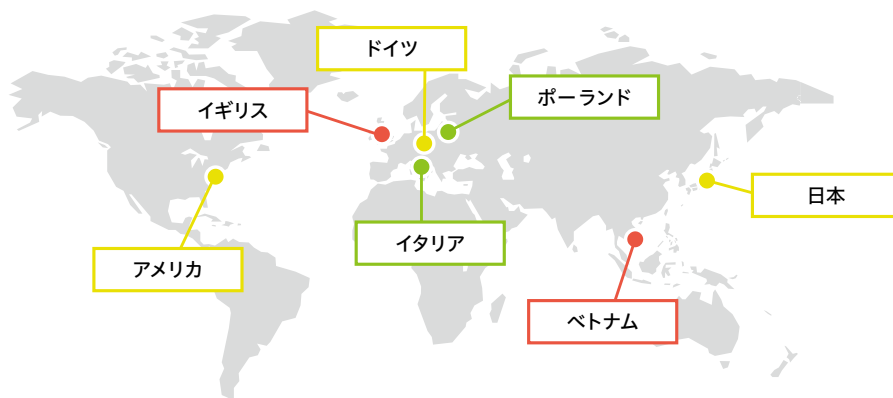 ドイツ
ポーランド
イギリス
日本
イタリア
アメリカ
ベトナム